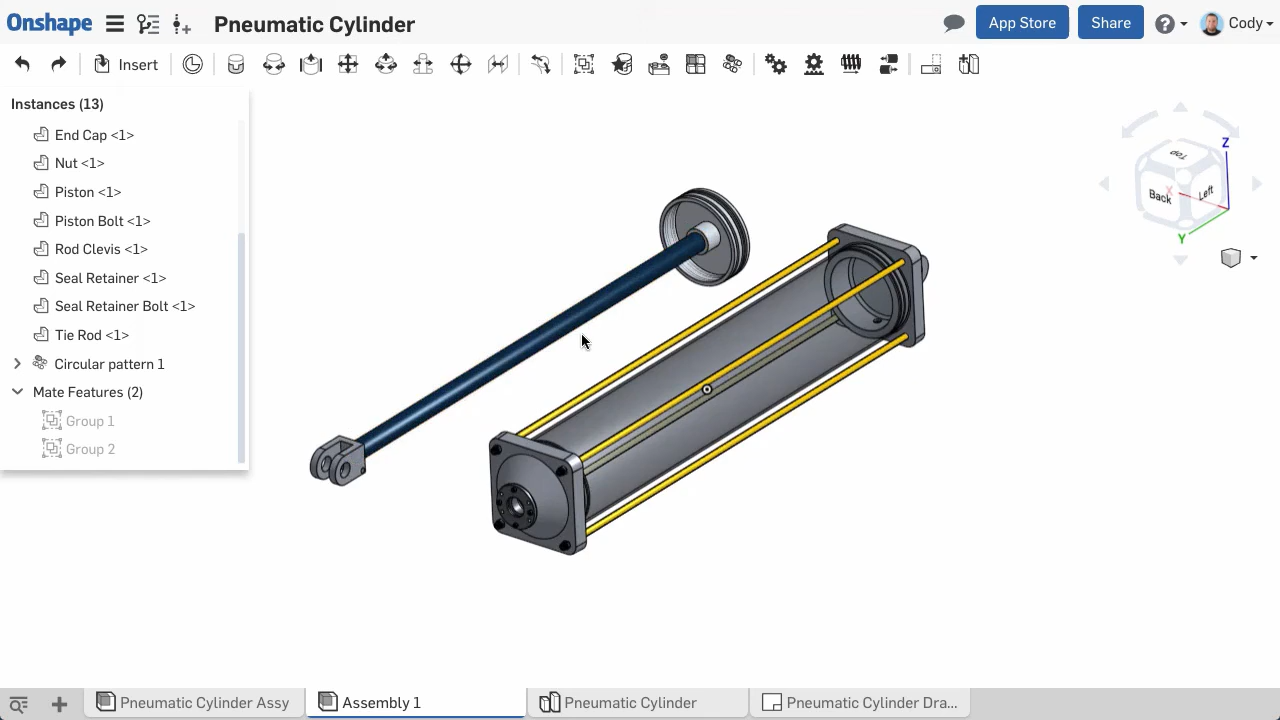 Onshape
Pneumatic Cylinder
App Store
Share
Cody
Insert
Instances (13)
End Cap <1>
Nut <1>
Piston <1>
Piston Bolt <1>
Rod Clevis <1>
Seal Retainer <1>
Seal Retainer Bolt <1>
Tie Rod <1>
Circular pattern 1
Mate Features (2)
Group 1
Group 2
Top
Z
X
Back
Left
Y
Pneumatic Cylinder Assy
Assembly 1
Pneumatic Cylinder
Pneumatic Cylinder Dra...